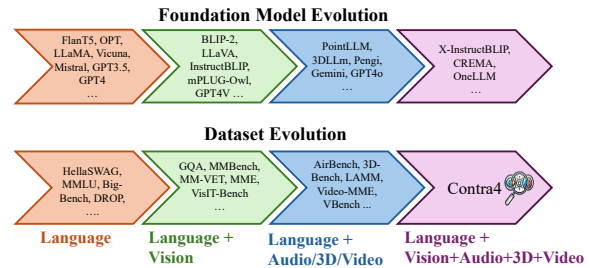 Foundation Model Evolution
FlanT5, OPT,
LLaMA, Vicuna,
Mistral, GPT3.5,
GPT4
…
BLIP-2,
LLaVA,
InstructBLIP,
mPLUG-Owl,
GPT4V …
PointLLM,
3DLLm, Pengi,
Gemini, GPT4o
…
X-InstructBLIP,
CREMA,
OneLLM
…
Dataset Evolution
HellaSWAG,
MMLU, Big-
Bench, DROP,
….
GQA, MMBench,
MM-VET, MME,
VisIT-Bench
…
AirBench, 3D-
Bench, LAMM,
Video-MME,
VBench ...
Contra4
Language
Language +
Vision
Language +
Audio/3D/Video
Language +
Vision+Audio+3D+Video